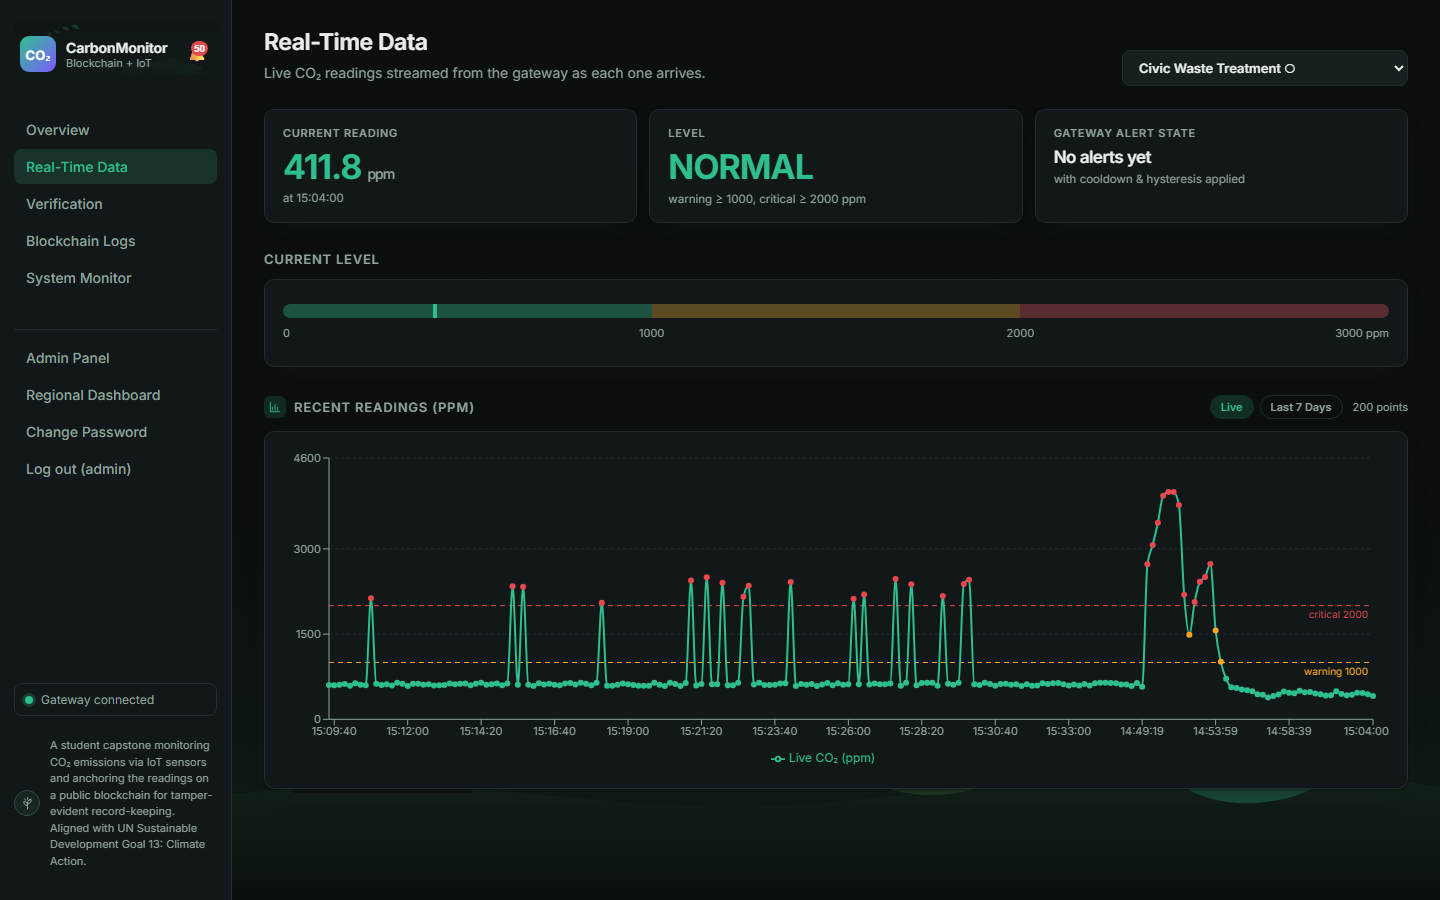 CO₂
CarbonMonitor
Blockchain + IoT
50
Overview
Real-Time Data
Verification
Blockchain Logs
System Monitor
Admin Panel
Regional Dashboard
Change Password
Log out (admin)
Gateway connected
A student capstone monitoring
CO₂ emissions via IoT sensors
and anchoring the readings on
a public blockchain for tamper-
evident record-keeping.
Aligned with UN Sustainable
Development Goal 13: Climate
Action.
Real-Time Data
Live CO₂ readings streamed from the gateway as each one arrives.
Civic Waste Treatment ○
CURRENT READING
411.8 ppm
at 15:04:00
LEVEL
NORMAL
warning ≥ 1000, critical ≥ 2000 ppm
GATEWAY ALERT STATE
No alerts yet
with cooldown & hysteresis applied
CURRENT LEVEL
0 1000 2000 3000 ppm
RECENT READINGS (PPM)
Live Last 7 Days 200 points
4600
3000
critical 2000
1500
warning 1000
0
15:09:40 15:12:00 15:14:20 15:16:40 15:19:00 15:21:20 15:23:40 15:26:00 15:28:20 15:30:40 15:33:00 14:49:19 14:53:59 14:58:39 15:04:00
Live CO₂ (ppm)